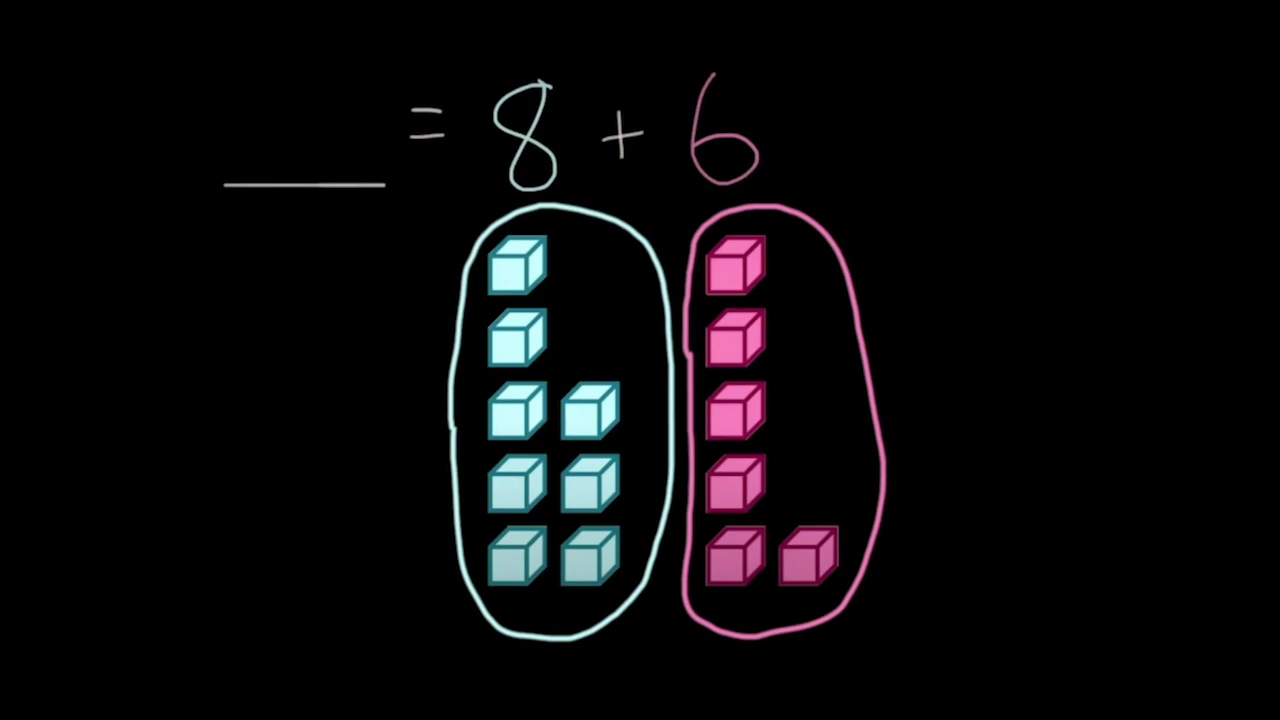 ____ = 8 + 6